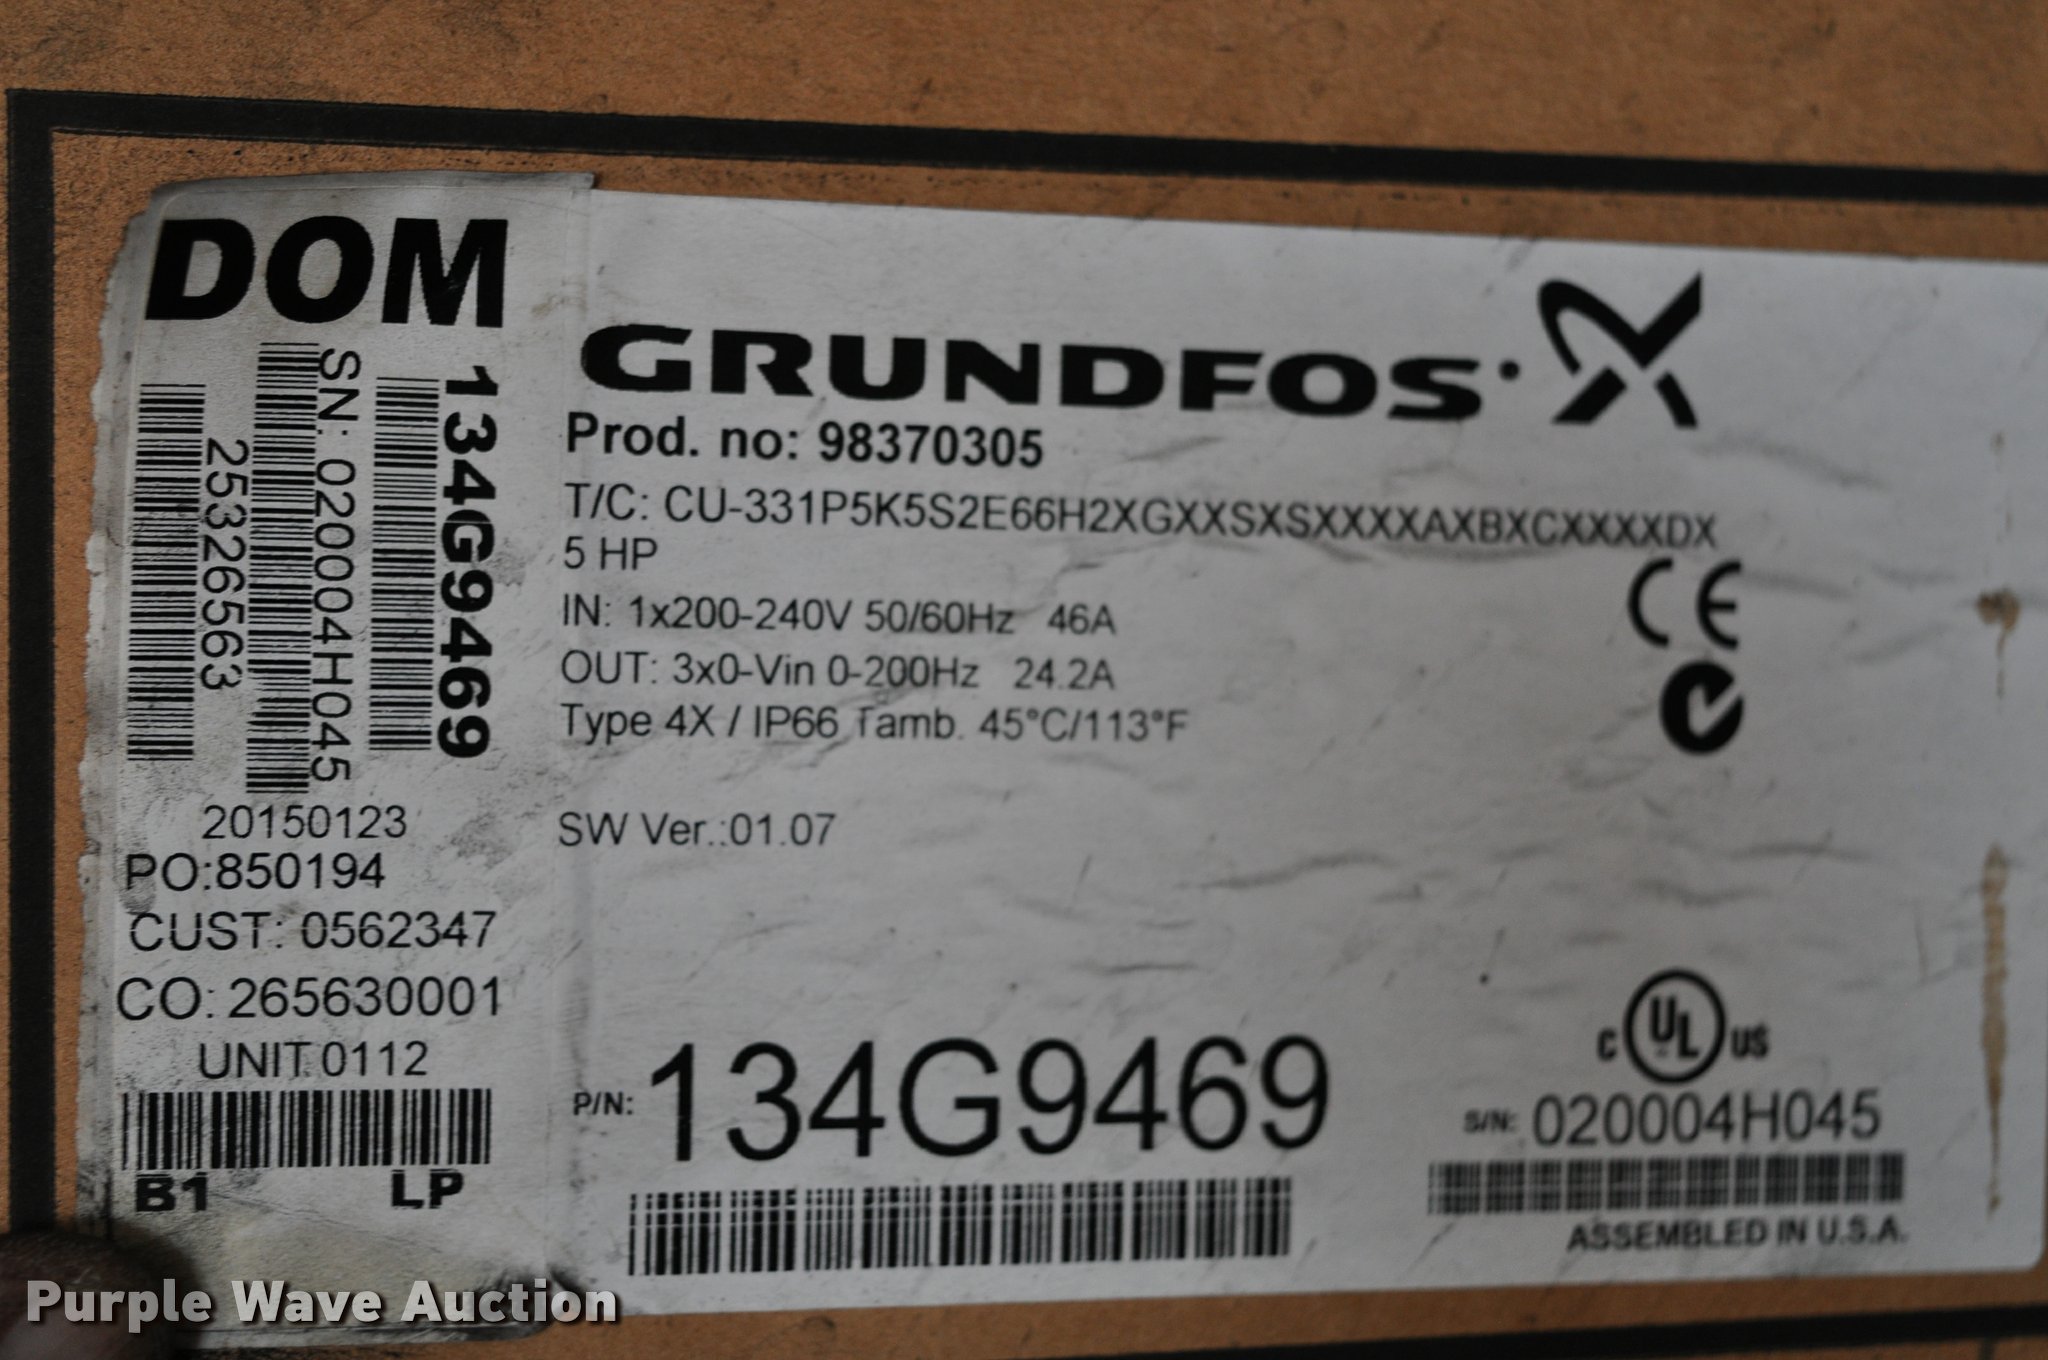 DOM
134G9469
SN: 020004H045
25326563
20150123
PO:850194
CUST: 0562347
CO: 265630001
UNIT.0112
B1 LP
GRUNDFOS
Prod. no: 98370305
T/C: CU-331P5K5S2E66H2XGXXSXSXXXXAXBXCXXXXDX
5 HP
IN: 1x200-240V 50/60Hz 46A
OUT: 3x0-Vin 0-200Hz 24.2A
Type 4X / IP66 Tamb. 45°C/113°F
SW Ver.:01.07
CE
P/N: 134G9469
C UL US
S/N: 020004H045
ASSEMBLED IN U.S.A.
Purple Wave Auction